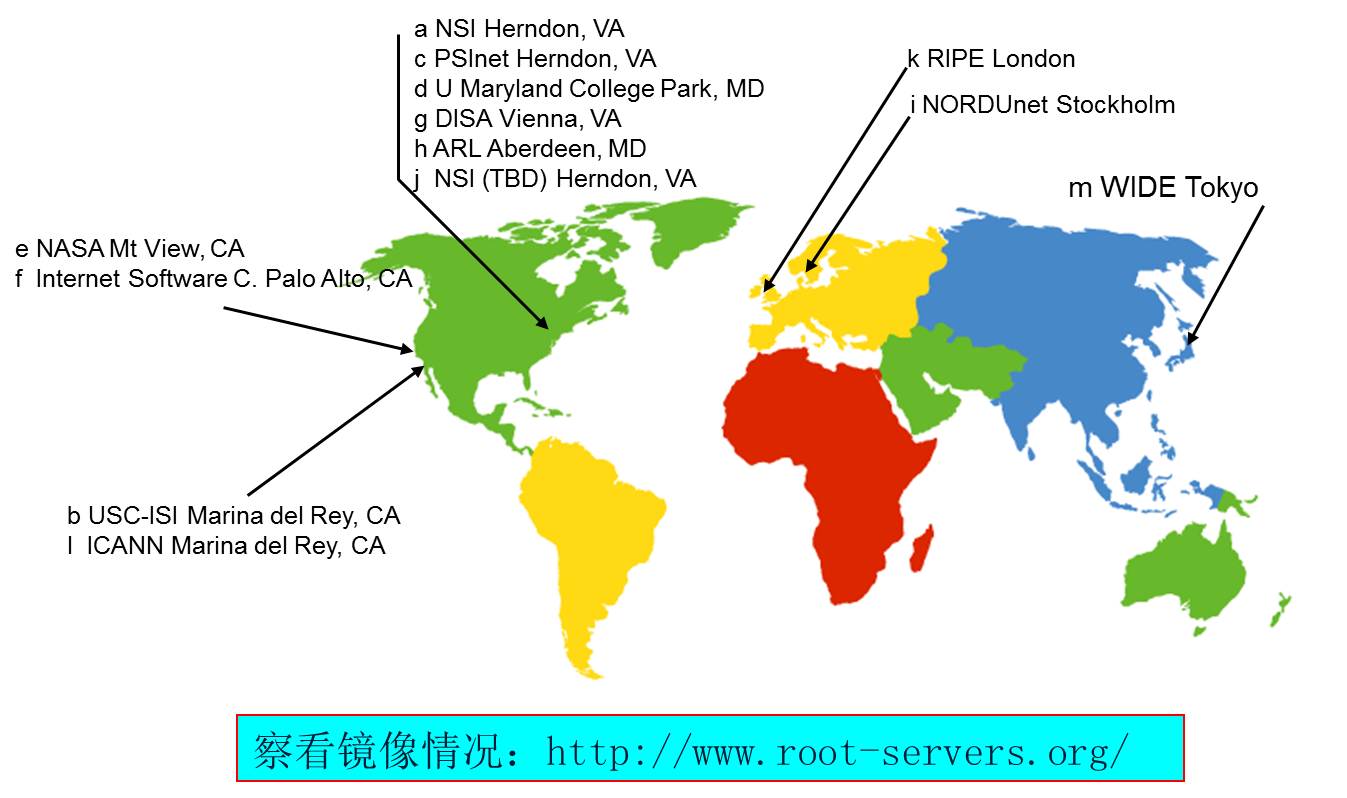 a NSI Herndon, VA
c PSInet Herndon, VA
d U Maryland College Park, MD
g DISA Vienna, VA
h ARL Aberdeen, MD
j  NSI (TBD) Herndon, VA
k RIPE London
i NORDUnet Stockholm
m WIDE Tokyo
e NASA Mt View, CA
f  Internet Software C. Palo Alto, CA
b USC-ISI Marina del Rey, CA
l  ICANN Marina del Rey, CA
察看镜像情况：http://www.root-servers.org/